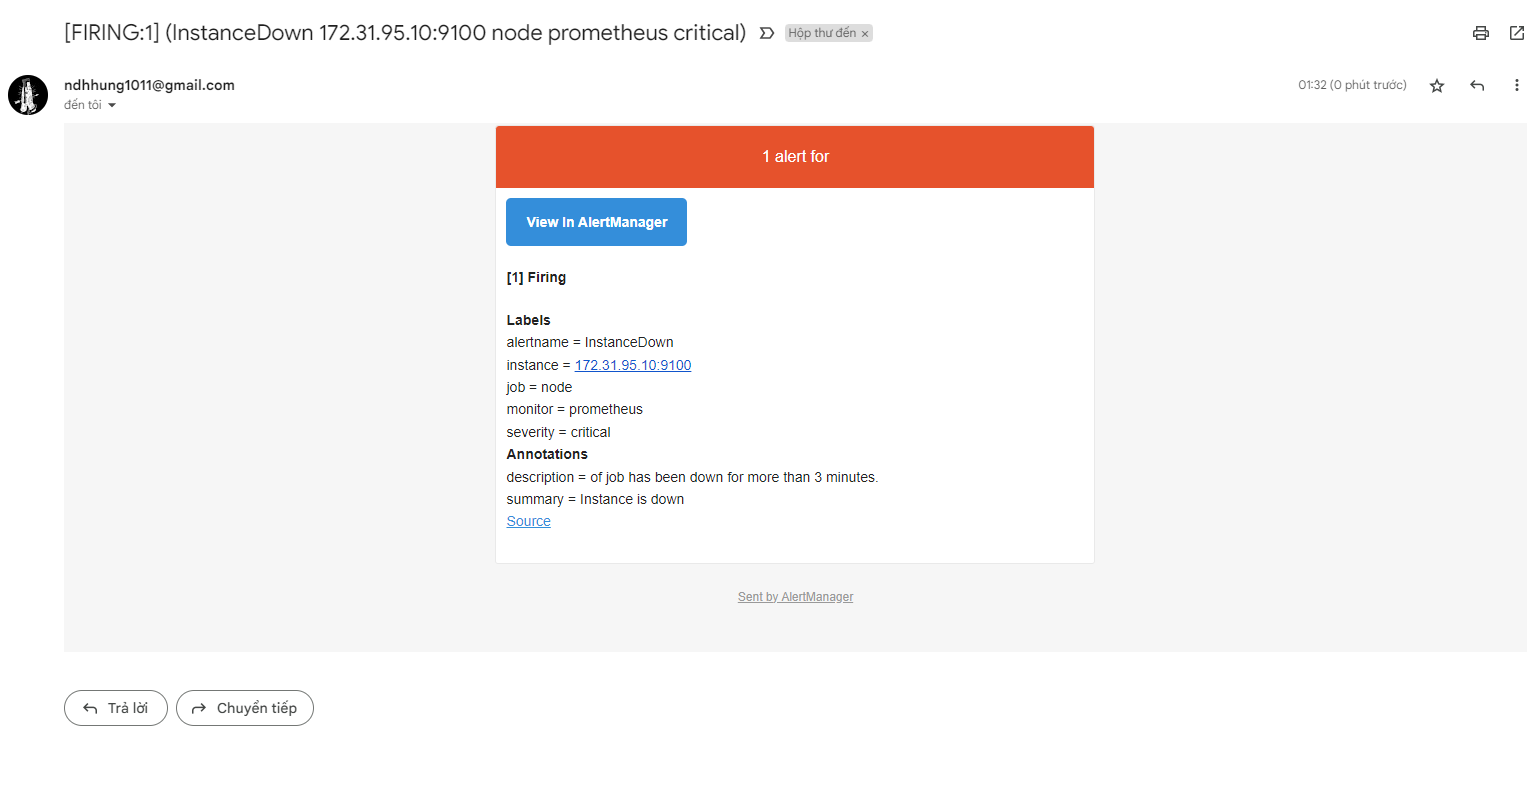 [FIRING:1] (InstanceDown 172.31.95.10:9100 node prometheus critical) Hộp thư đến ×
ndhhung1011@gmail.com 01:32 (0 phút trước)
đến tôi
1 alert for
View In AlertManager
[1] Firing
Labels
alertname = InstanceDown
instance = 172.31.95.10:9100
job = node
monitor = prometheus
severity = critical
Annotations
description = of job has been down for more than 3 minutes.
summary = Instance is down
Source
Sent by AlertManager
Trả lời Chuyển tiếp